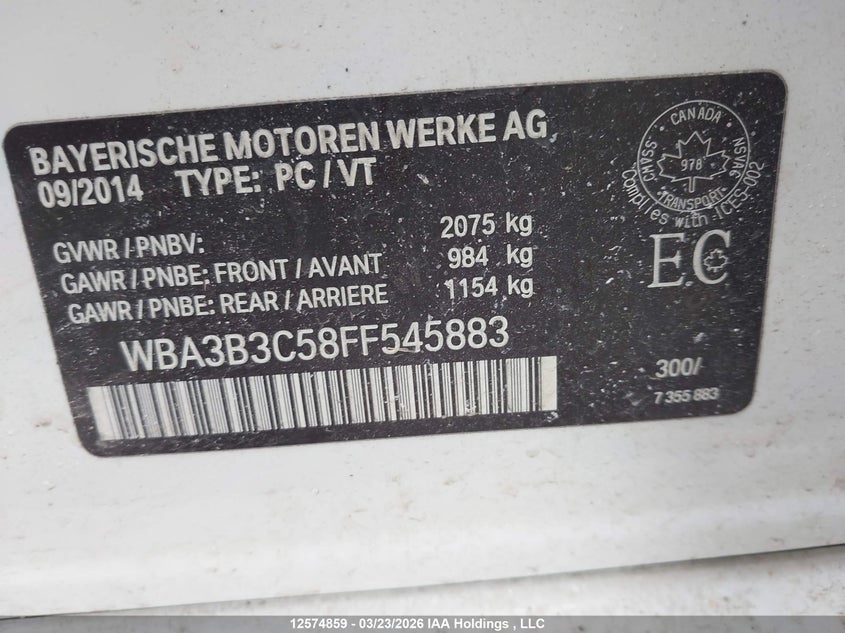 BAYERISCHE MOTOREN WERKE AG
09/2014 TYPE: PC / VT
GVWR / PNBV: 2075 kg
GAWR / PNBE: FRONT / AVANT 984 kg
GAWR / PNBE: REAR / ARRIERE 1154 kg
WBA3B3C58FF545883
CANADA
CMVSS
NSVAC
978
TRANSPORT
Complies with ICES-002
EC
300/
7 355 883
12574859 - 03/23/2026 IAA Holdings , LLC